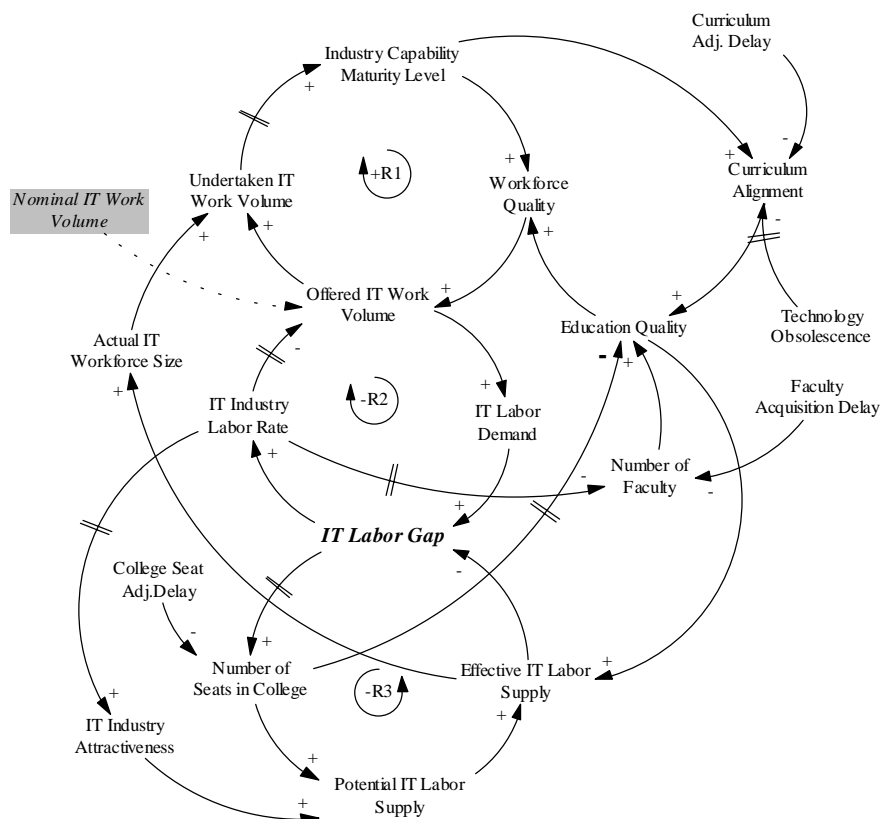 Curriculum
Adj. Delay
Industry Capability
Maturity Level
+
-
+
+R1
+
Undertaken IT
Work Volume
Workforce
Quality
Curriculum
Alignment
Nominal IT Work
Volume
+
+
+
-
Offered IT Work
Volume
+
+
Education Quality
Technology
Obsolescence
Actual IT
Workforce Size
-
-
+
+
+
-R2
IT Industry
Labor Rate
IT Labor
Demand
Faculty
Acquisition Delay
+
Number of
Faculty
-
-
+
IT Labor Gap
College Seat
Adj.Delay
-
-
+
+
Number of
Seats in College
-R3
Effective IT Labor
Supply
+
IT Industry
Attractiveness
+
+
Potential IT Labor
Supply
+